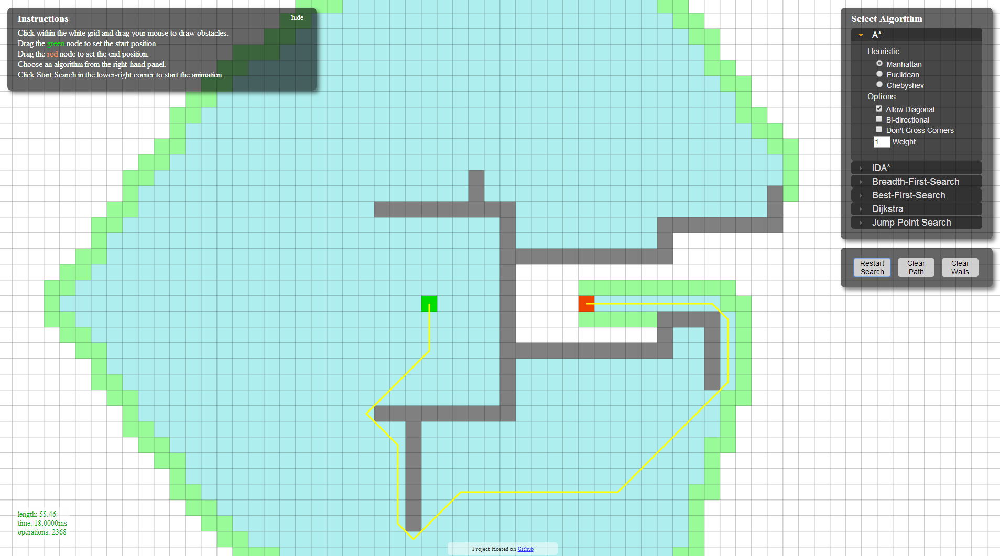 Instructions
hide
Click within the white grid and drag your mouse to draw obstacles.
Drag the green node to set the start position.
Drag the red node to set the end position.
Choose an algorithm from the right-hand panel.
Click Start Search in the lower-right corner to start the animation.
Select Algorithm
A*
Heuristic
Manhattan
Euclidean
Chebyshev
Options
Allow Diagonal
Bi-directional
Don't Cross Corners
1 Weight
IDA*
Breadth-First-Search
Best-First-Search
Dijkstra
Jump Point Search
Restart
Search
Clear
Path
Clear
Walls
length: 55.46
time: 18.0000ms
operations: 2368
Project Hosted on Github